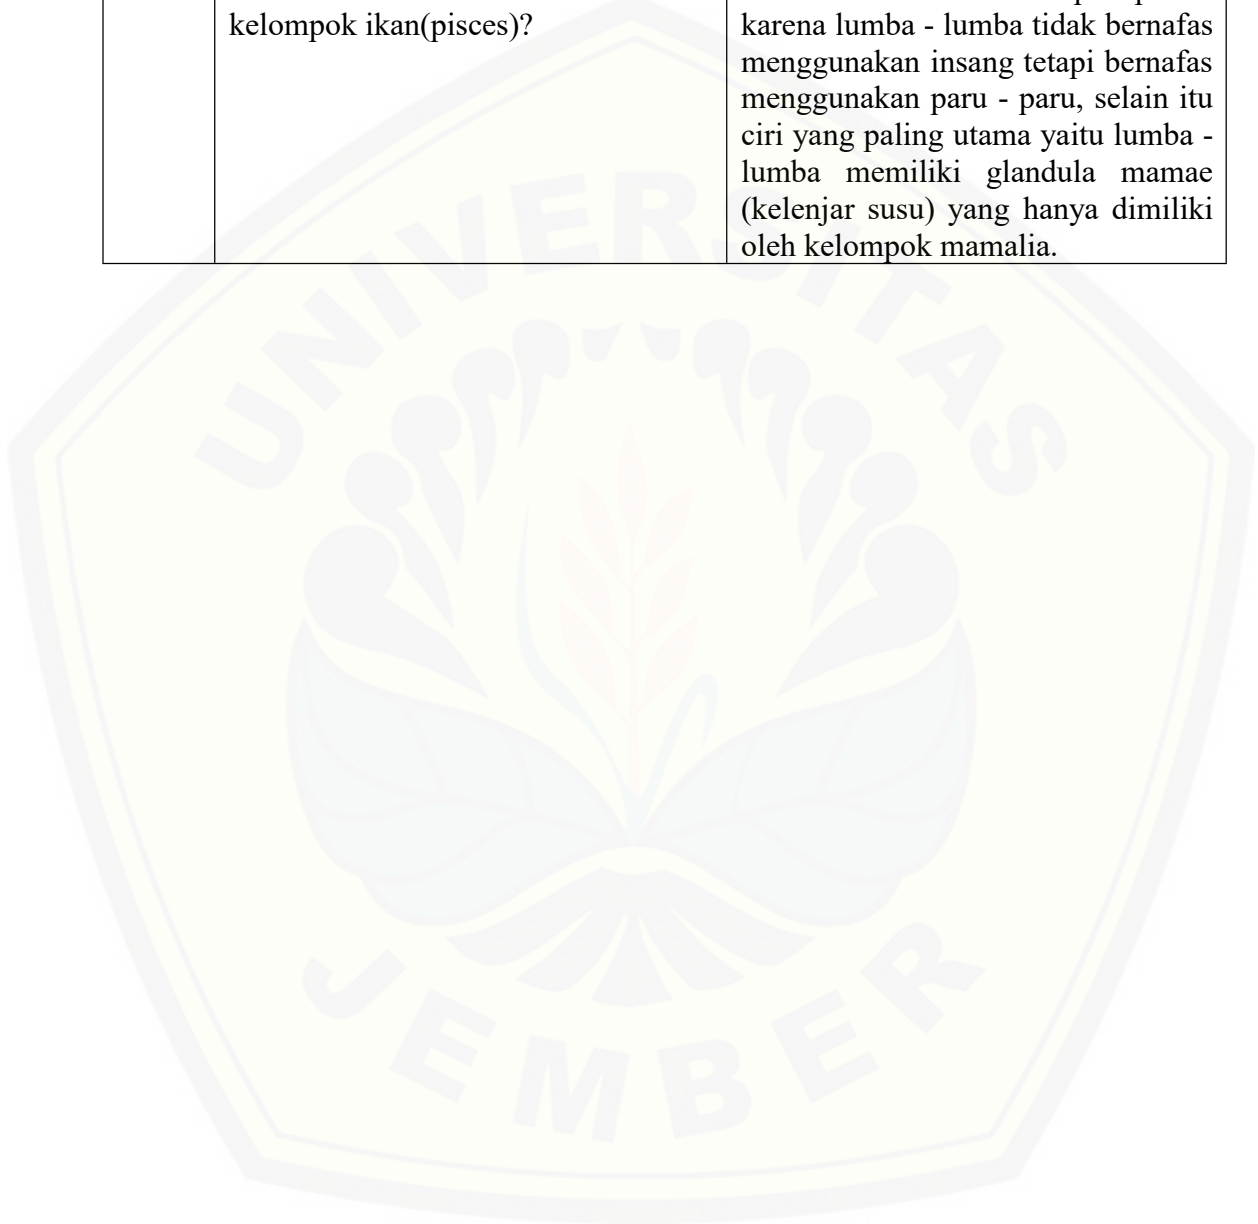 kelompok ikan(pisces)?
karena lumba - lumba tidak bernafas
menggunakan insang tetapi bernafas
menggunakan paru - paru, selain itu
ciri yang paling utama yaitu lumba -
lumba memiliki glandula mamae
(kelenjar susu) yang hanya dimiliki
oleh kelompok mamalia.
UNIVERSITAS
JEMBER